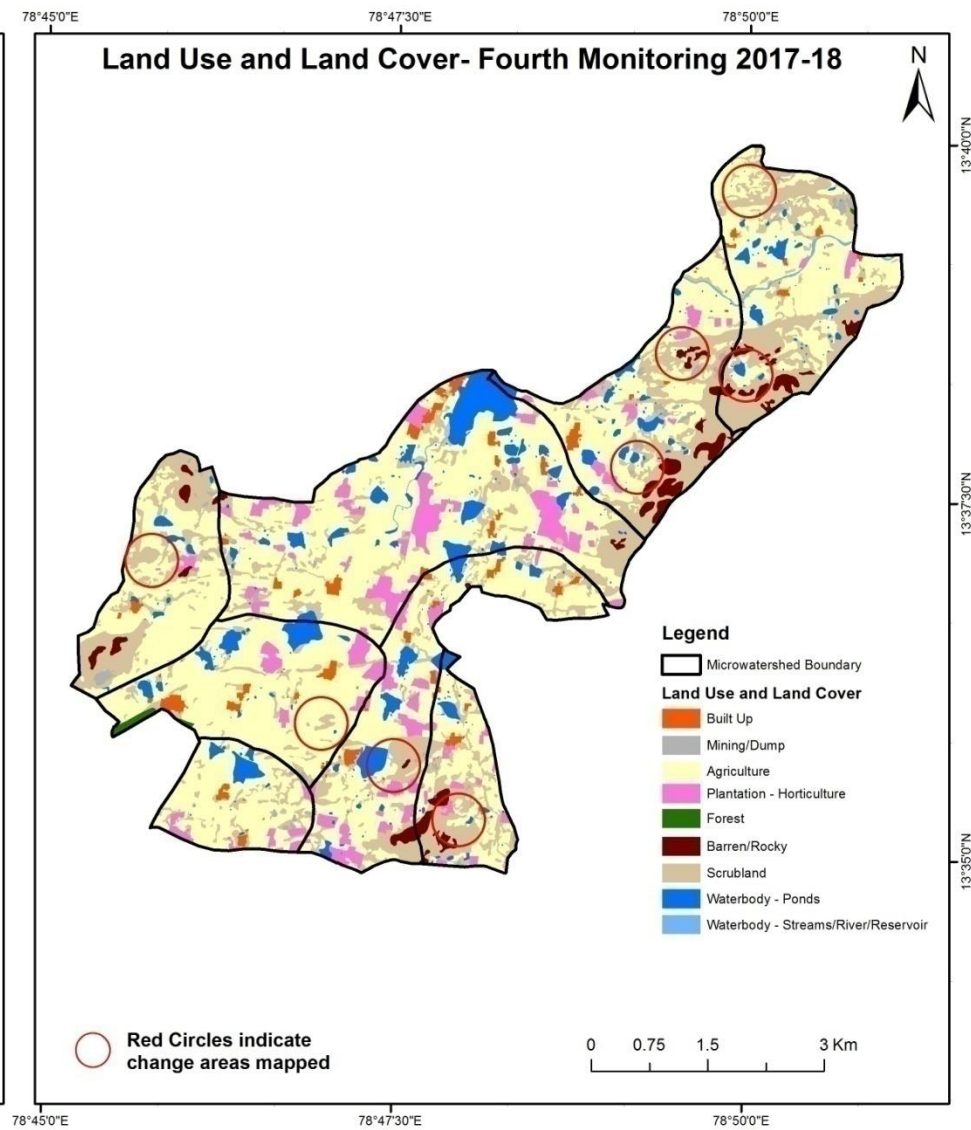 78°45'0"E
78°47'30"E
78°50'0"E
Land Use and Land Cover- Fourth Monitoring 2017-18
N
13°40'0"N
13°37'30"N
13°35'0"N
Legend
Microwatershed Boundary
Land Use and Land Cover
Built Up
Mining/Dump
Agriculture
Plantation - Horticulture
Forest
Barren/Rocky
Scrubland
Waterbody - Ponds
Waterbody - Streams/River/Reservoir
Red Circles indicate
change areas mapped
0 0.75 1.5 3 Km
78°45'0"E
78°47'30"E
78°50'0"E